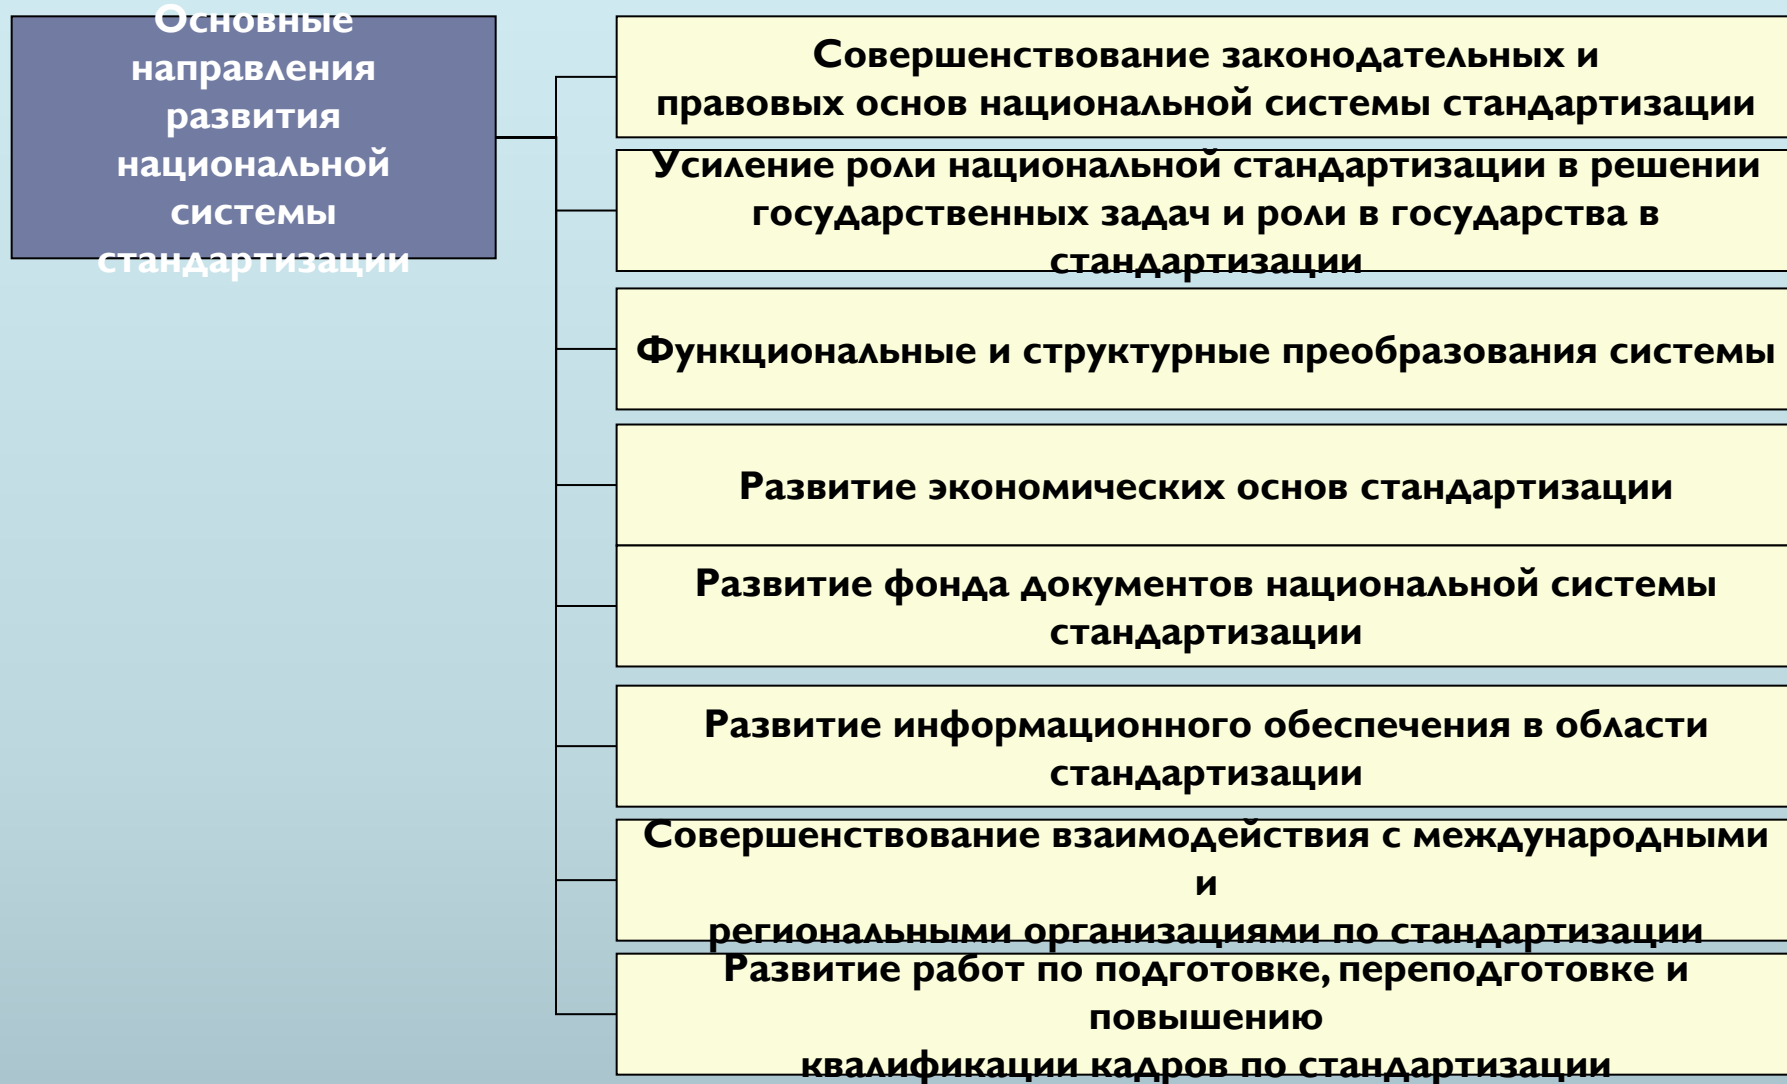 Основные
направления
развития
национальной
системы
стандартизации
Совершенствование законодательных и
правовых основ национальной системы стандартизации
Усиление роли национальной стандартизации в решении
государственных задач и роли в государства в
стандартизации
Функциональные и структурные преобразования системы
Развитие экономических основ стандартизации
Развитие фонда документов национальной системы
стандартизации
Развитие информационного обеспечения в области
стандартизации
Совершенствование взаимодействия с международными
и
региональными организациями по стандартизации
Развитие работ по подготовке, переподготовке и
повышению
квалификации кадров по стандартизации